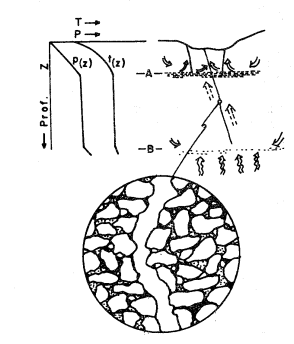 T →
P →
P(z)
t(z)
Z
← Prof.
— A —
— B —